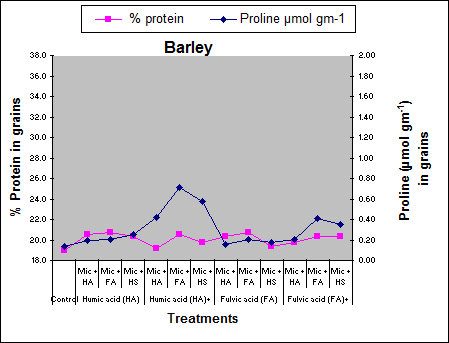 % protein Proline µmol gm-1
Barley
38.0 2.00
36.0 1.80
34.0 1.60
32.0 1.40
30.0 1.20
28.0 1.00
26.0 0.80
24.0 0.60
22.0 0.40
20.0 0.20
18.0 0.00
% Protein in grains
Proline (µmol gm-1)
in grains
Mic + Mic + Mic + Mic + Mic + Mic + Mic + Mic + Mic + Mic + Mic + Mic +
HA FA HS HA FA HS HA FA HS HA FA HS
Control Humic acid (HA) Humic acid (HA)+ Fulvic acid (FA) Fulvic acid (FA)+
Treatments